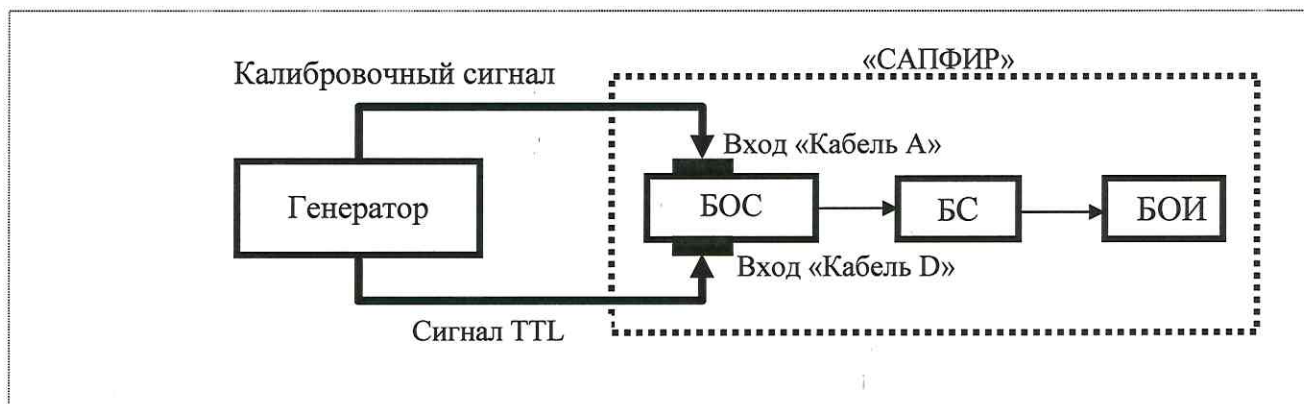 «САПФИР»
Калибровочный сигнал
Вход «Кабель А»
Генератор
БОС
БС
БОИ
Вход «Кабель D»
Сигнал TTL